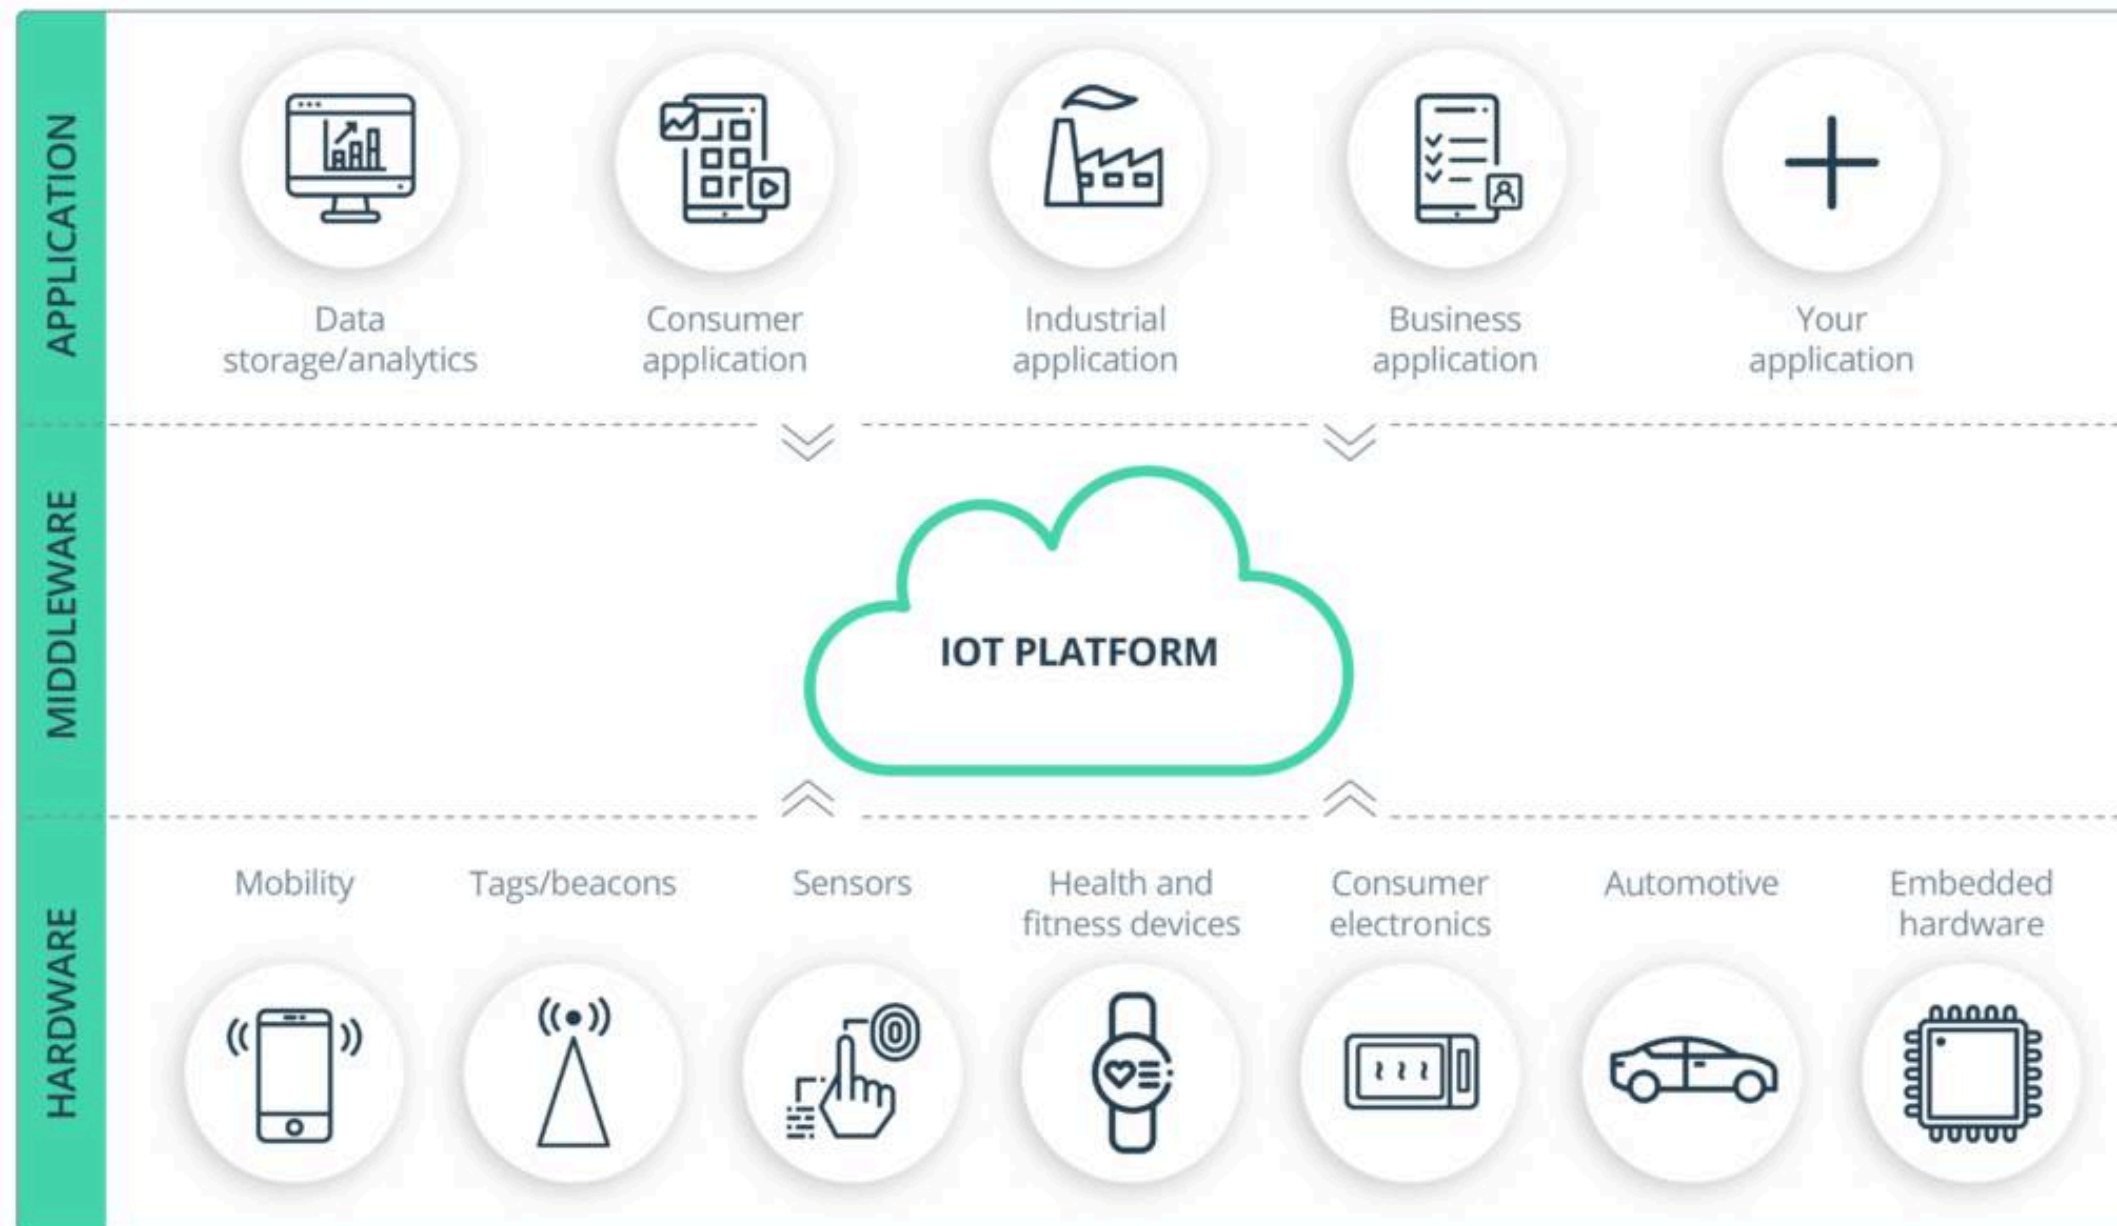 APPLICATION
Data
storage/analytics
Consumer
application
Industrial
application
Business
application
Your
application
MIDDLEWARE
IOT PLATFORM
HARDWARE
Mobility
Tags/beacons
Sensors
Health and
fitness devices
Consumer
electronics
Automotive
Embedded
hardware